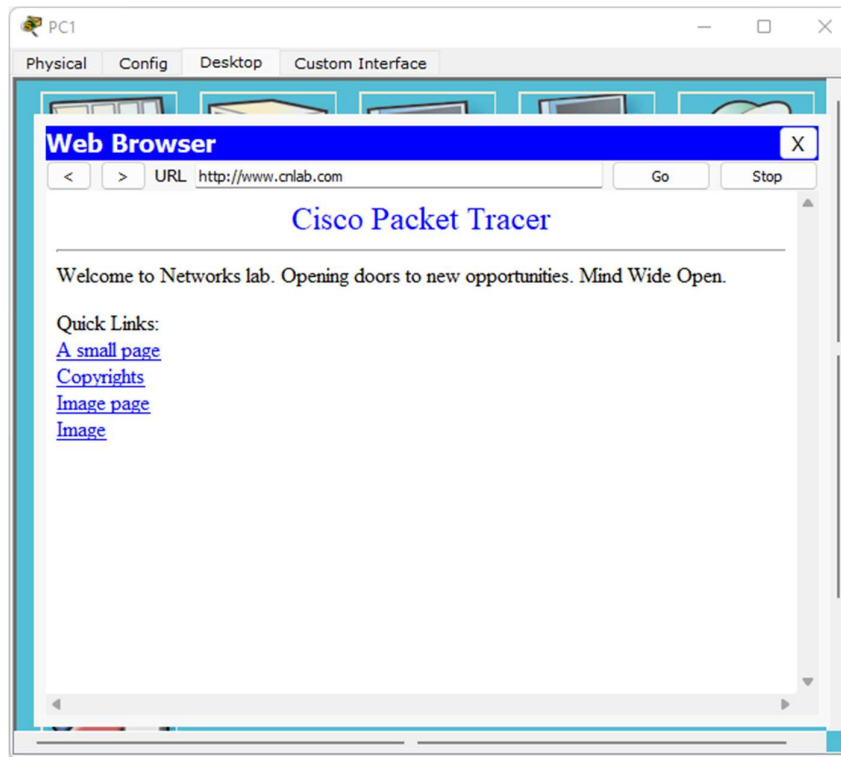 PC1
Physical Config Desktop Custom Interface
Web Browser X
< > URL http://www.cnlab.com Go Stop
Cisco Packet Tracer
Welcome to Networks lab. Opening doors to new opportunities. Mind Wide Open.
Quick Links:
A small page
Copyrights
Image page
Image